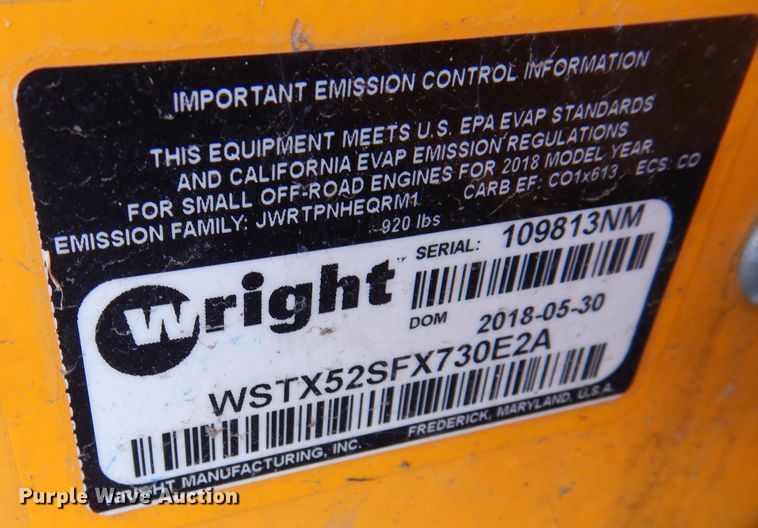 IMPORTANT EMISSION CONTROL INFORMATION
THIS EQUIPMENT MEETS U.S. EPA EVAP STANDARDS
AND CALIFORNIA EVAP EMISSION REGULATIONS
FOR SMALL OFF-ROAD ENGINES FOR 2018 MODEL YEAR
EMISSION FAMILY: JWRTPNHEQRM1 CARB EF: CO1x613 ECS: CO
920 lbs
wright
SERIAL: 109813NM
DOM 2018-05-30
WSTX52SFX730E2A
MANUFACTURING, INC. FREDERICK, MARYLAND, U.S.A.
Purple Wave Auction